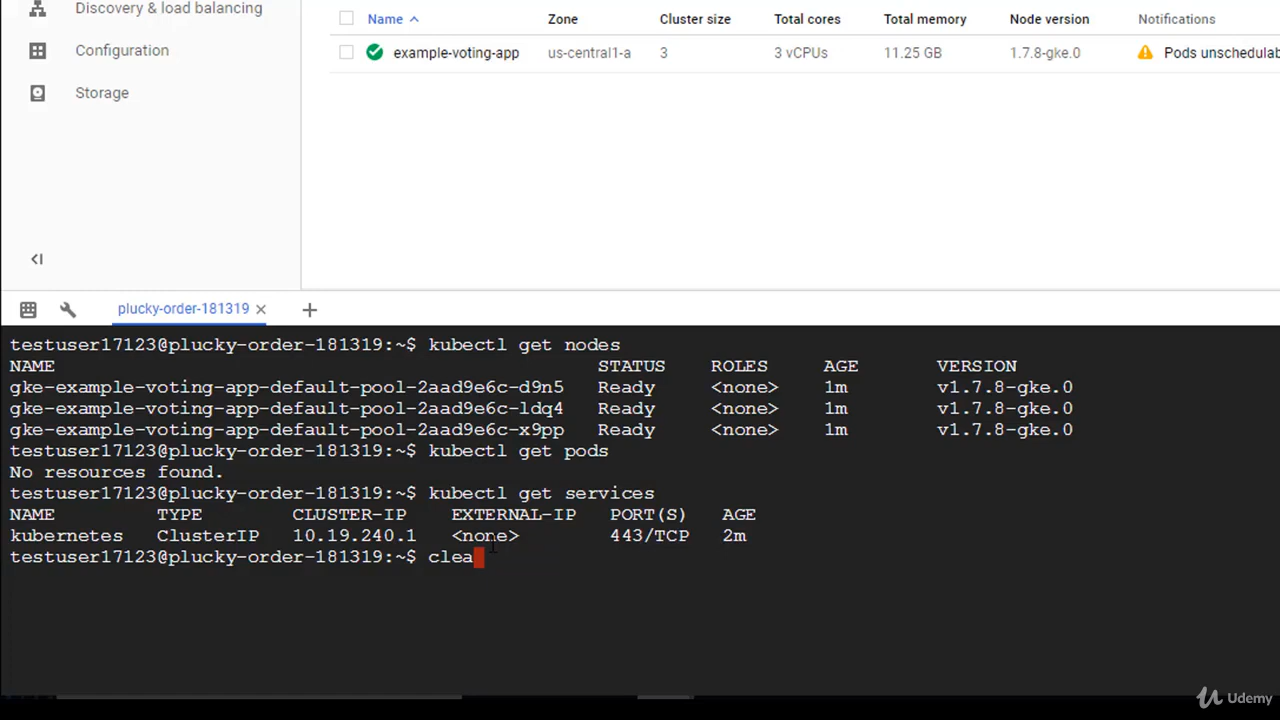 Discovery & load balancing
Configuration
Storage
Name Zone Cluster size Total cores Total memory Node version Notifications
example-voting-app us-central1-a 3 3 vCPUs 11.25 GB 1.7.8-gke.0 Pods unschedulab
plucky-order-181319
testuser17123@plucky-order-181319:~$ kubectl get nodes
NAME STATUS ROLES AGE VERSION
gke-example-voting-app-default-pool-2aad9e6c-d9n5 Ready <none> 1m v1.7.8-gke.0
gke-example-voting-app-default-pool-2aad9e6c-ldq4 Ready <none> 1m v1.7.8-gke.0
gke-example-voting-app-default-pool-2aad9e6c-x9pp Ready <none> 1m v1.7.8-gke.0
testuser17123@plucky-order-181319:~$ kubectl get pods
No resources found.
testuser17123@plucky-order-181319:~$ kubectl get services
NAME TYPE CLUSTER-IP EXTERNAL-IP PORT(S) AGE
kubernetes ClusterIP 10.19.240.1 <none> 443/TCP 2m
testuser17123@plucky-order-181319:~$ clea
Udemy